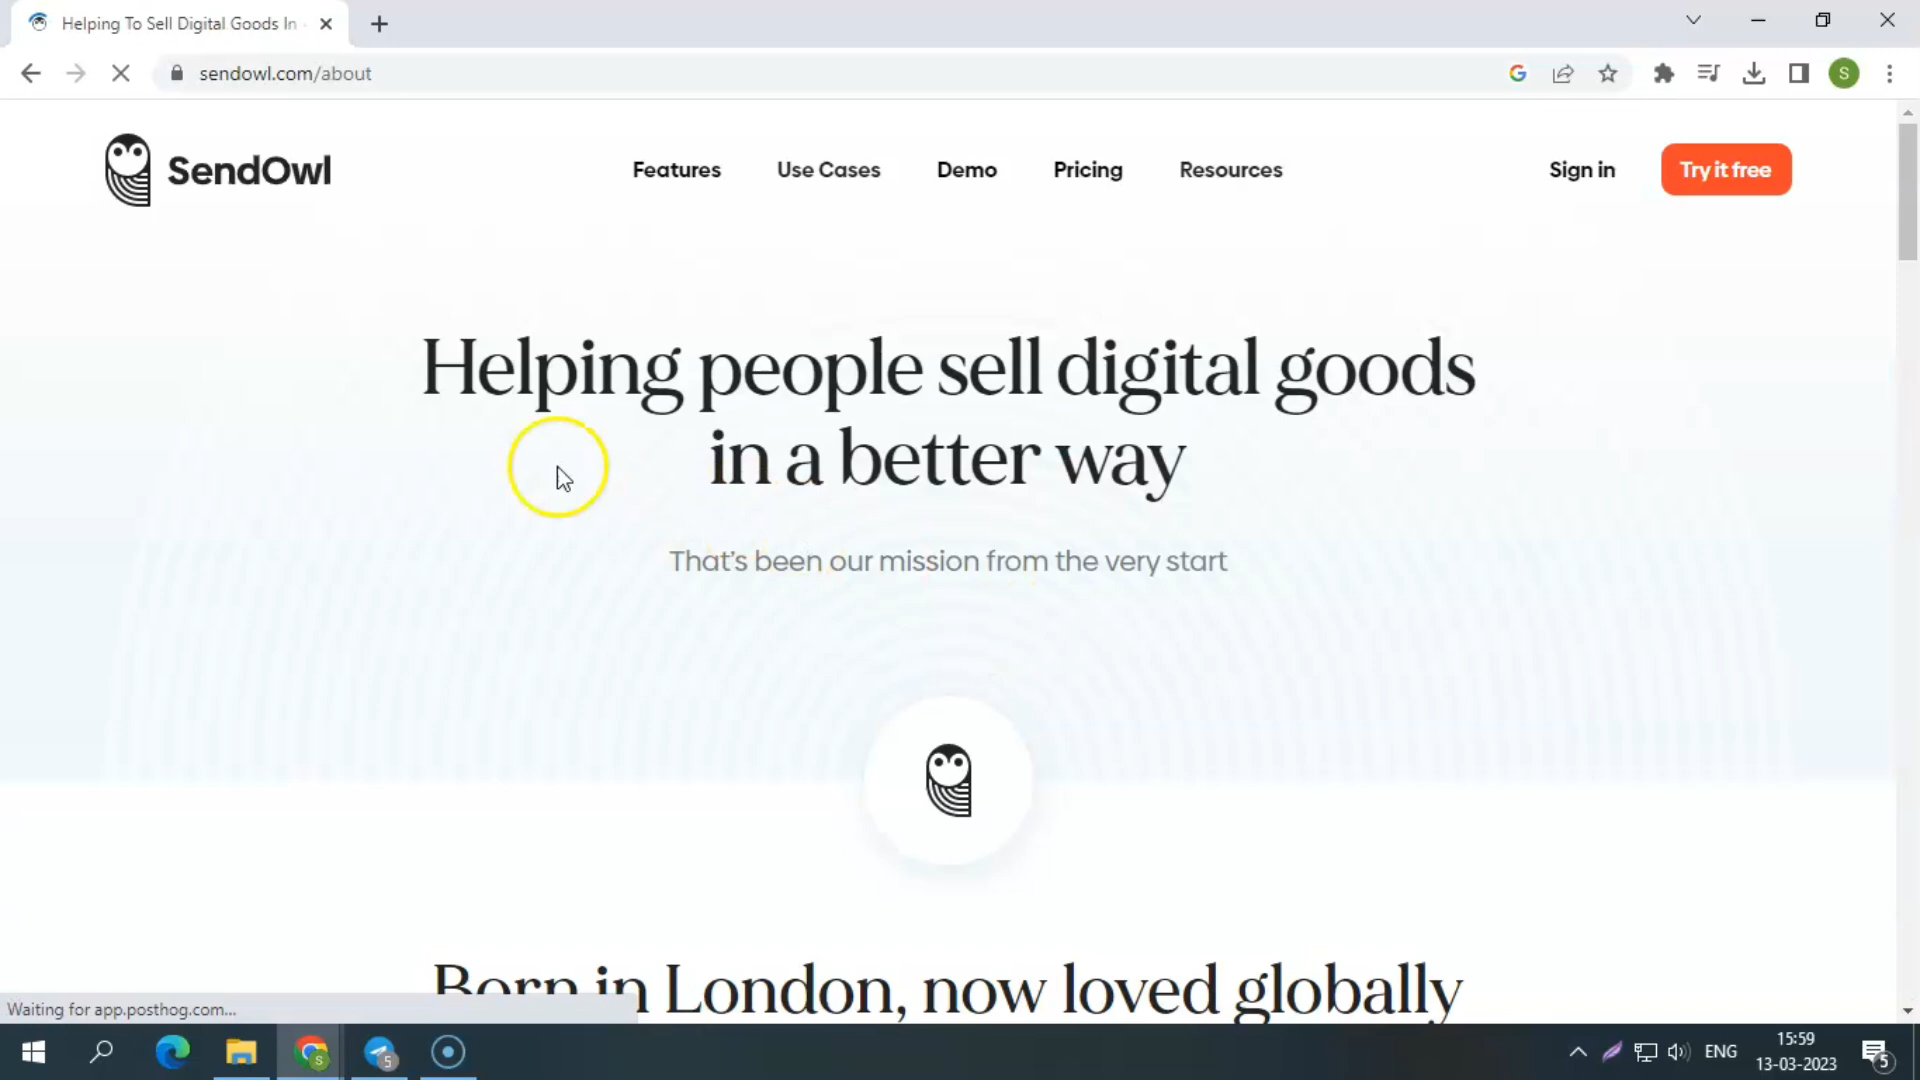 Helping To Sell Digital Goods In
sendowl.com/about
S
SendOwl
Features
Use Cases
Demo
Pricing
Resources
Sign in
Try it free
Helping people sell digital goods
in a better way
That's been our mission from the very start
Born in London, now loved globally
Waiting for app.posthog.com...
S
5
ENG
15:59
13-03-2023
5